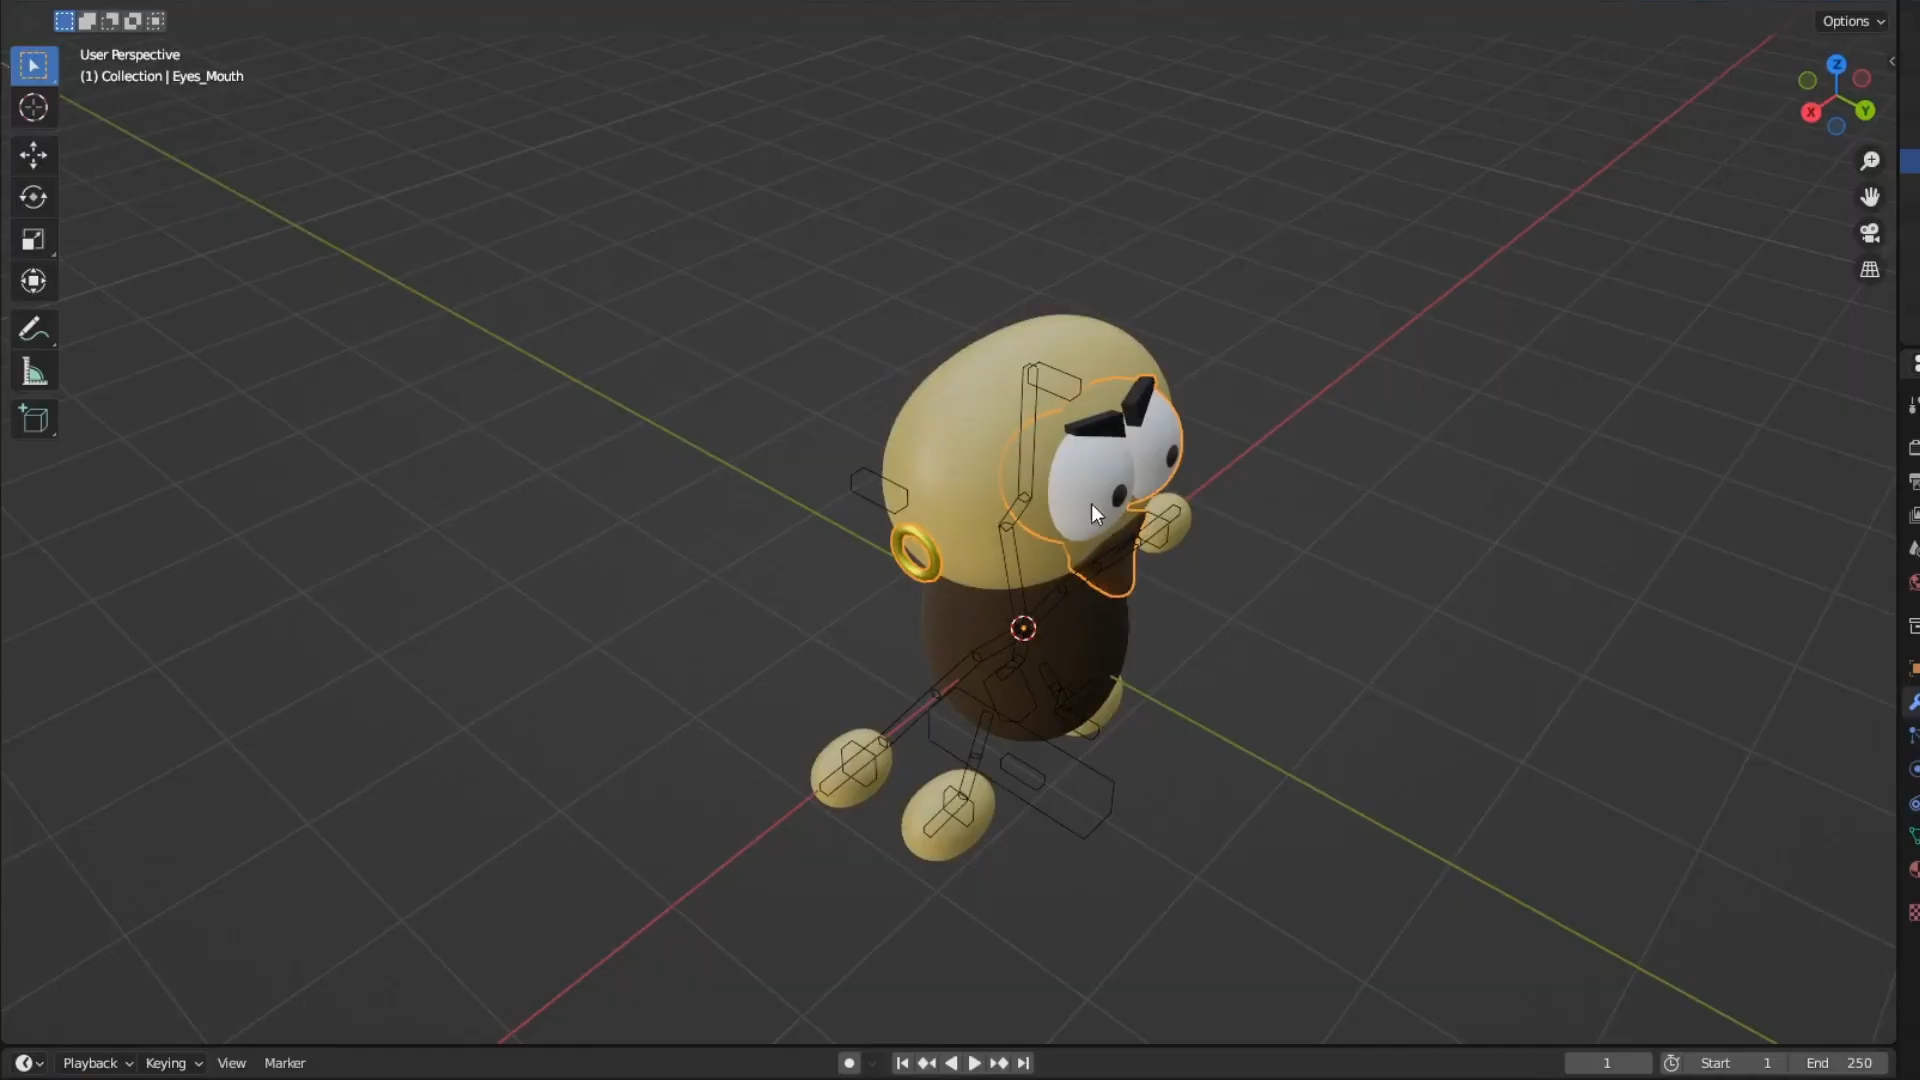 Options
User Perspective
(1) Collection | Eyes_Mouth
Z
X
Y
Playback
Keying
View
Marker
1
Start 1
End 250